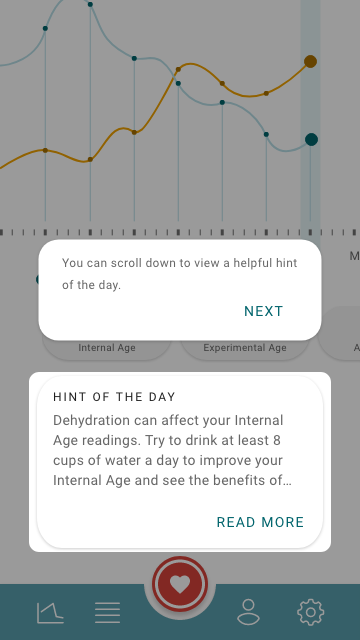 M
You can scroll down to view a helpful hint
of the day.
NEXT
Internal Age
Experimental Age
A
HINT OF THE DAY
Dehydration can affect your Internal
Age readings. Try to drink at least 8
cups of water a day to improve your
Internal Age and see the benefits of…
READ MORE